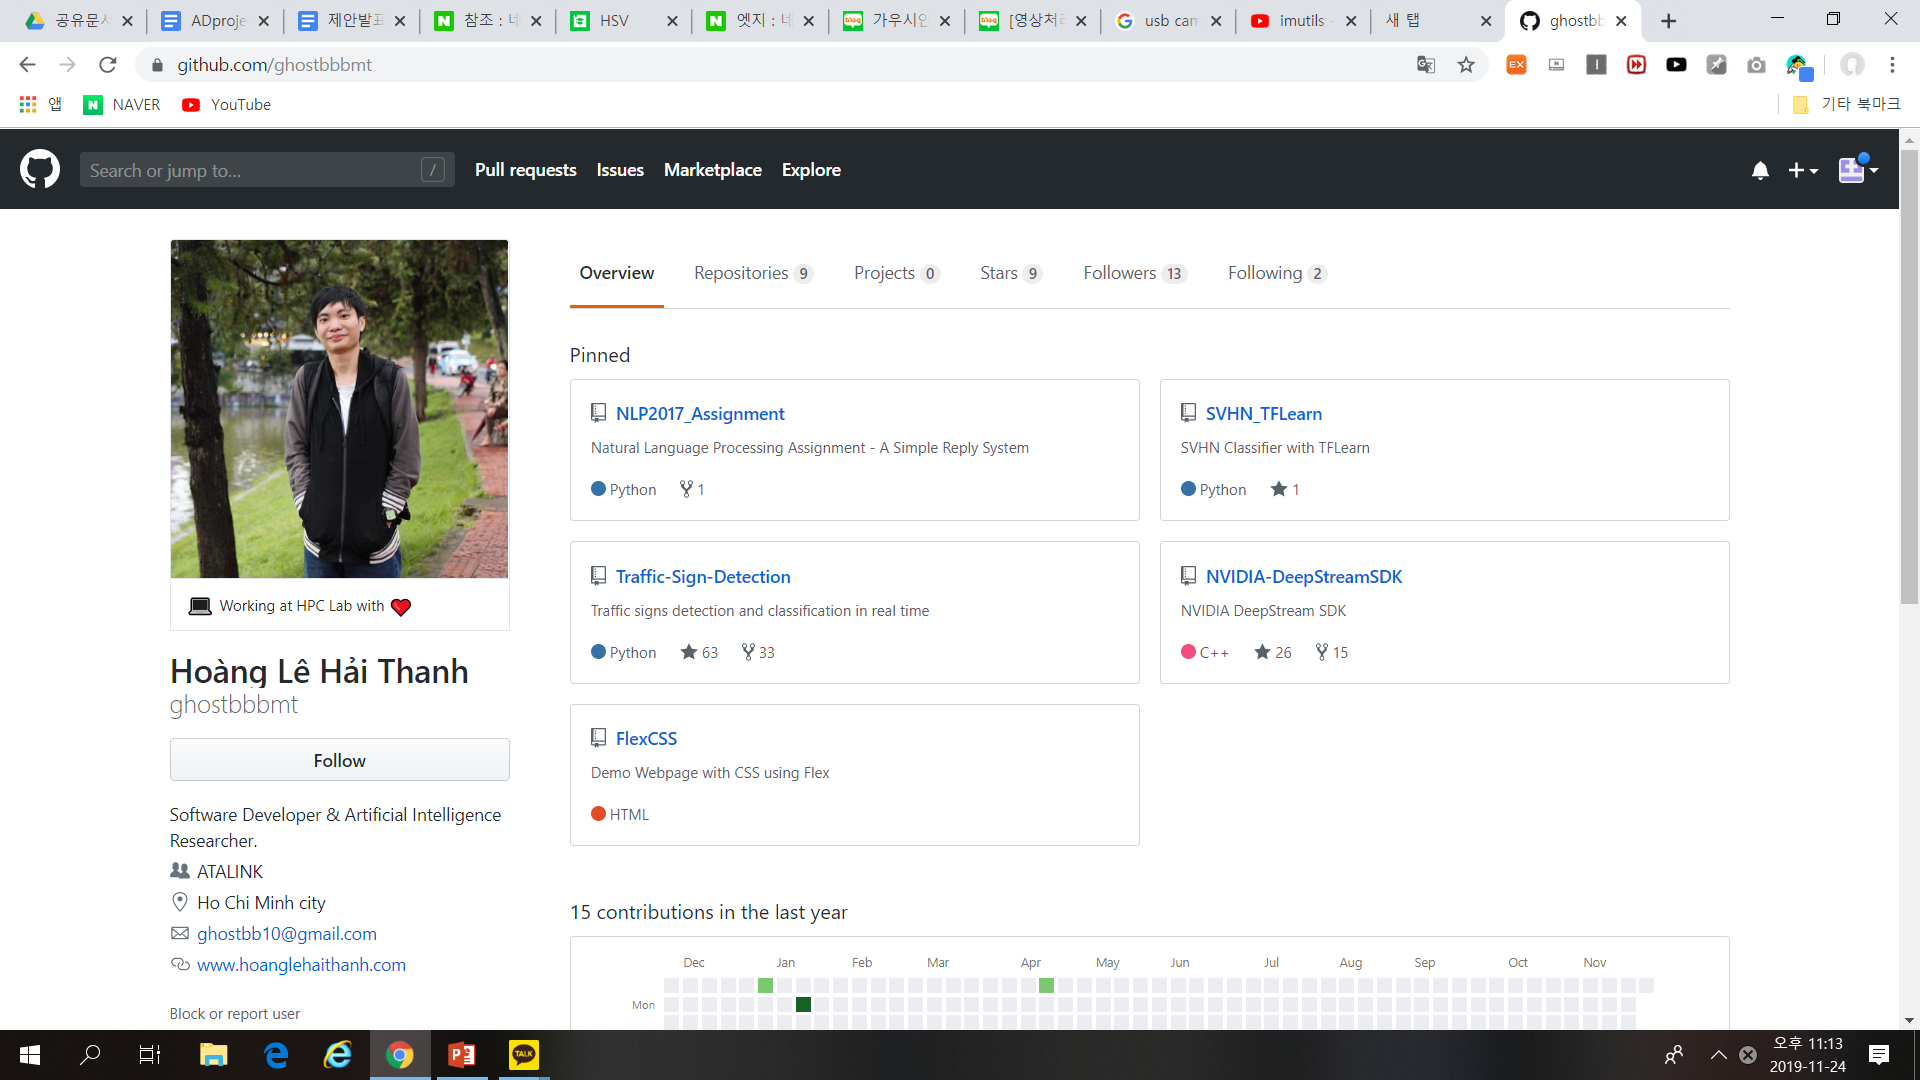 공유문서
ADproje
제안발표
참조 : 네
HSV
엣지 : 네
가우시안
[영상처리
usb cam
imutils -
새 탭
ghostbb
github.com/ghostbbbmt
앱 NAVER YouTube 기타 북마크
Search or jump to... /
Pull requests Issues Marketplace Explore
Overview Repositories 9 Projects 0 Stars 9 Followers 13 Following 2
Working at HPC Lab with
Hoàng Lê Hải Thanh
ghostbbbmt
Follow
Software Developer & Artificial Intelligence
Researcher.
ATALINK
Ho Chi Minh city
ghostbb10@gmail.com
www.hoanglehaithanh.com
Block or report user
Pinned
NLP2017_Assignment
Natural Language Processing Assignment - A Simple Reply System
Python 1
SVHN_TFLearn
SVHN Classifier with TFLearn
Python 1
Traffic-Sign-Detection
Traffic signs detection and classification in real time
Python 63 33
NVIDIA-DeepStreamSDK
NVIDIA DeepStream SDK
C++ 26 15
FlexCSS
Demo Webpage with CSS using Flex
HTML
15 contributions in the last year
Dec Jan Feb Mar Apr May Jun Jul Aug Sep Oct Nov
Mon
TALK
오후 11:13
2019-11-24